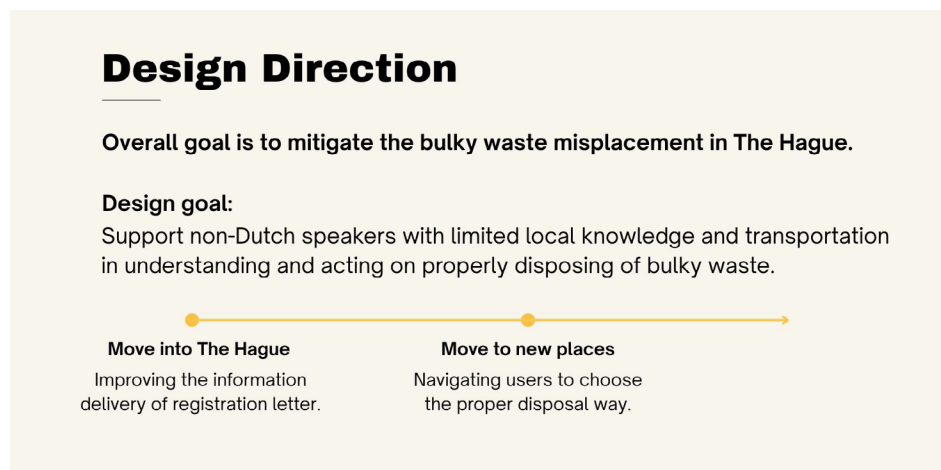 Design Direction
Overall goal is to mitigate the bulky waste misplacement in The Hague.
Design goal:
Support non-Dutch speakers with limited local knowledge and transportation
in understanding and acting on properly disposing of bulky waste.
Move into The Hague
Improving the information
delivery of registration letter.
Move to new places
Navigating users to choose
the proper disposal way.